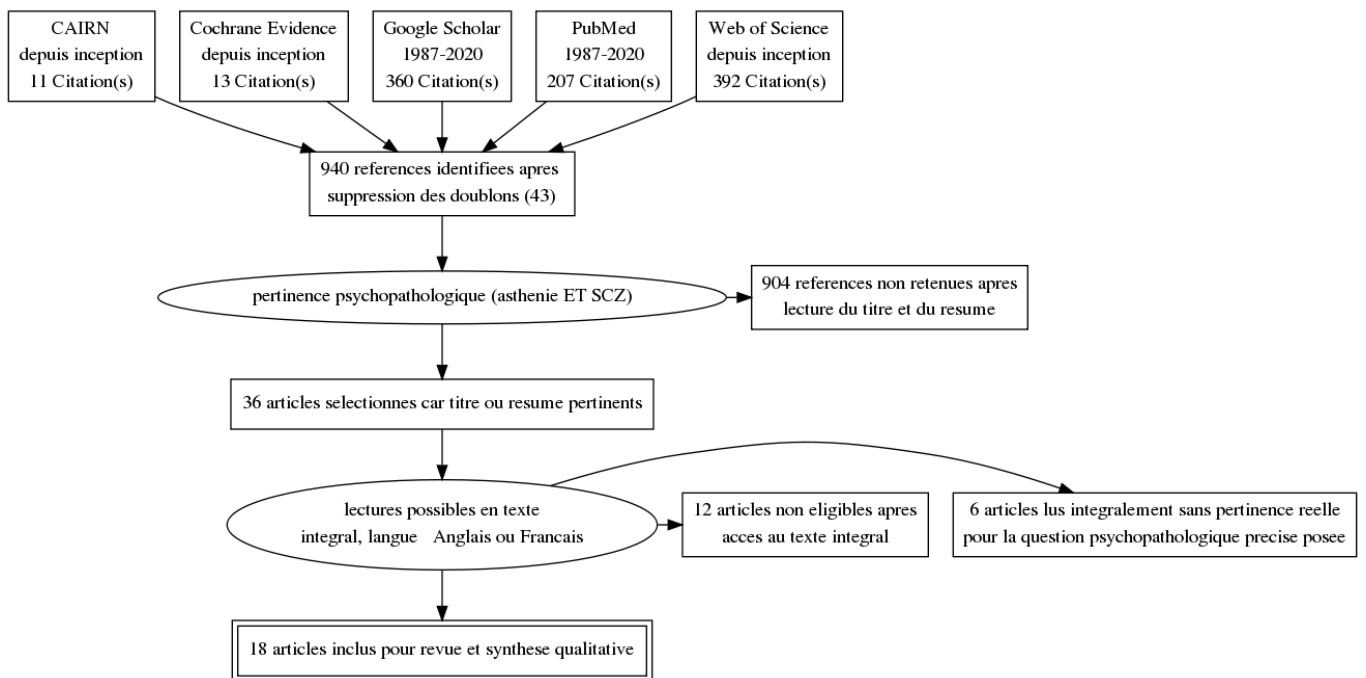 CAIRN
depuis inception
11 Citation(s)
Cochrane Evidence
depuis inception
13 Citation(s)
Google Scholar
1987-2020
360 Citation(s)
PubMed
1987-2020
207 Citation(s)
Web of Science
depuis inception
392 Citation(s)
940 references identifiees apres
suppression des doublons (43)
pertinence psychopathologique (asthenie ET SCZ)
904 references non retenues apres
lecture du titre et du resume
36 articles selectionnes car titre ou resume pertinents
lectures possibles en texte
integral, langue Anglais ou Francais
12 articles non eligibles apres
acces au texte integral
6 articles lus integralement sans pertinence reelle
pour la question psychopathologique precise posee
18 articles inclus pour revue et synthese qualitative